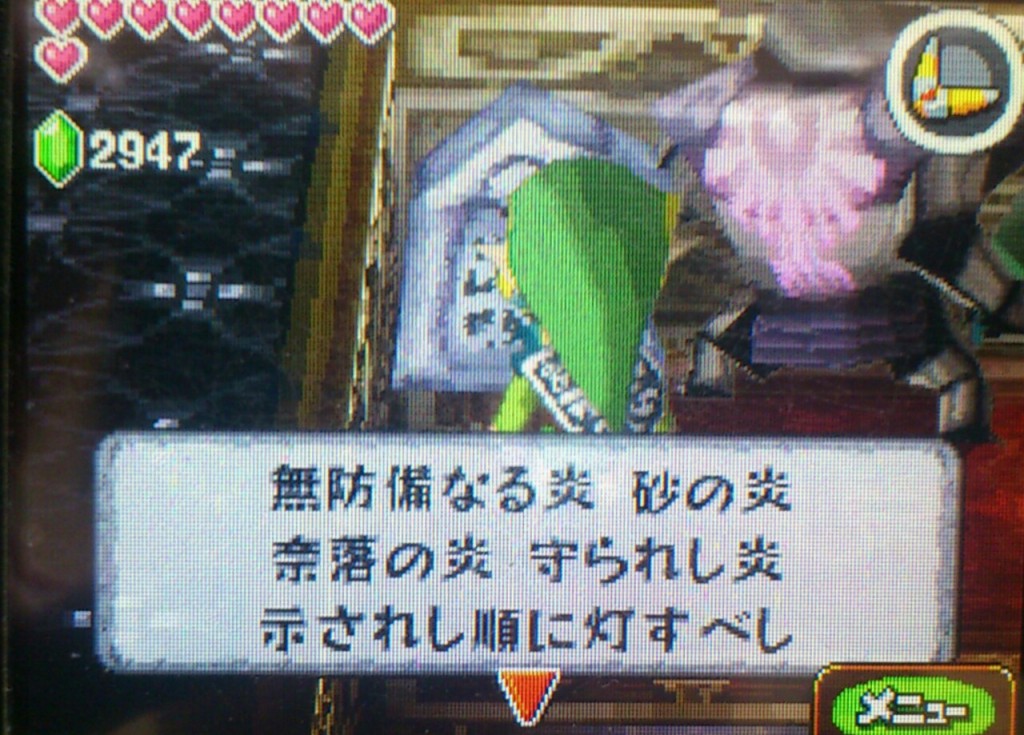 2947
無防備なる炎 砂の炎
奈落の炎 守られし炎
示されし順に灯すべし
メニュー